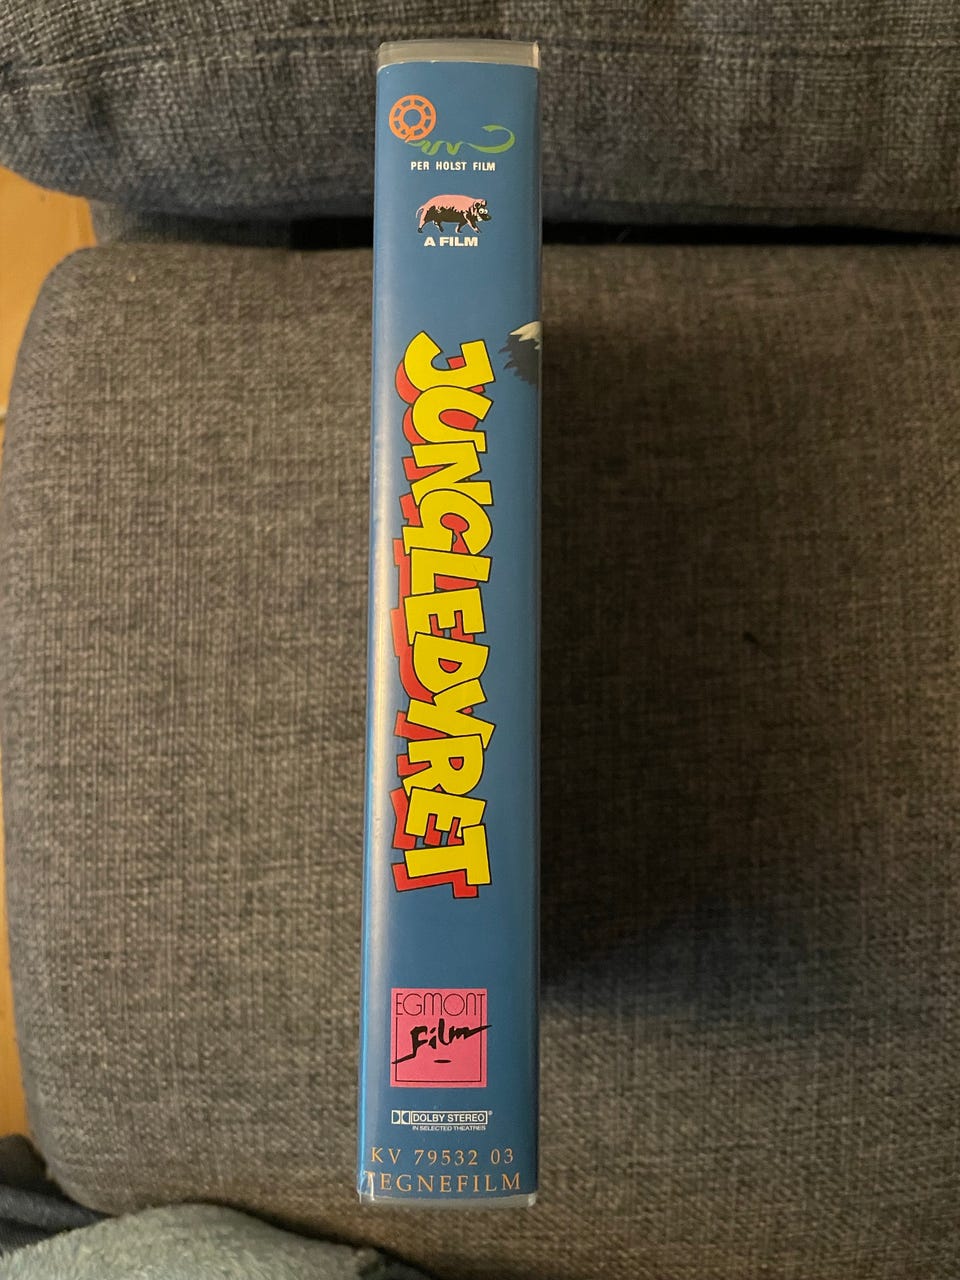 PER HOLST FILM
A FILM
JUNGLEDYRET
EGMONT
Film
DOLBY STEREO
IN SELECTED THEATRES
KV 79532 03
TEGNEFILM